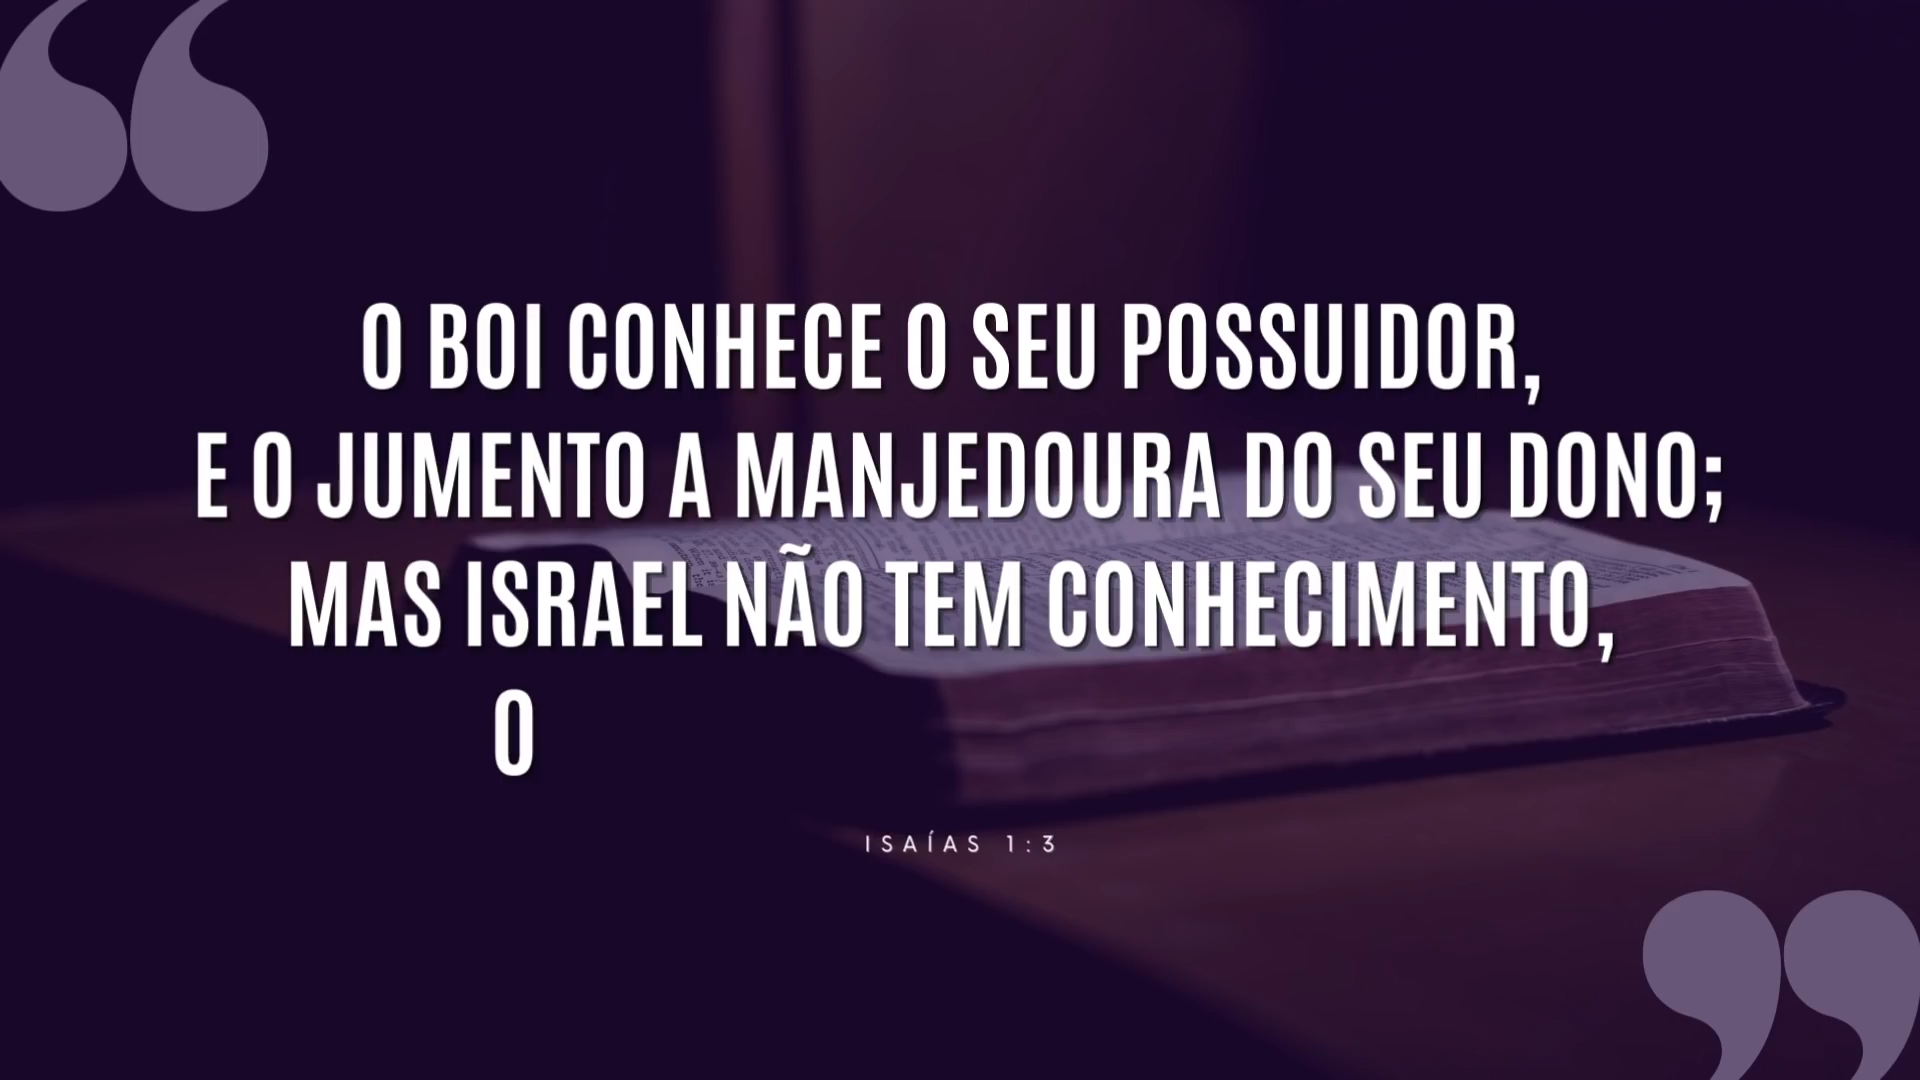 O BOI CONHECE O SEU POSSUIDOR,
E O JUMENTO A MANJEDOURA DO SEU DONO;
MAS ISRAEL NÃO TEM CONHECIMENTO,
O
ISAÍAS 1:3